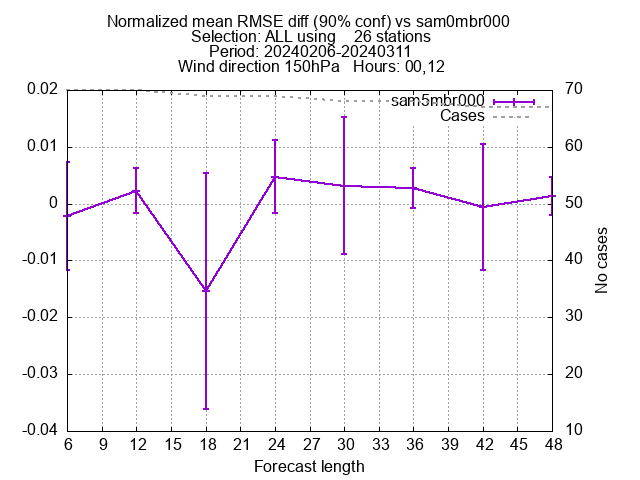 Normalized mean RMSE diff (90% conf) vs sam0mbr000
Selection: ALL using    26 stations
Period: 20240206-20240311
Wind direction 150hPa   Hours: 00,12
sam5mbr000
Cases
0.02
0.01
0
-0.01
-0.02
-0.03
-0.04
70
60
50
40
30
20
10
No cases
6 9 12 15 18 21 24 27 30 33 36 39 42 45 48
Forecast length